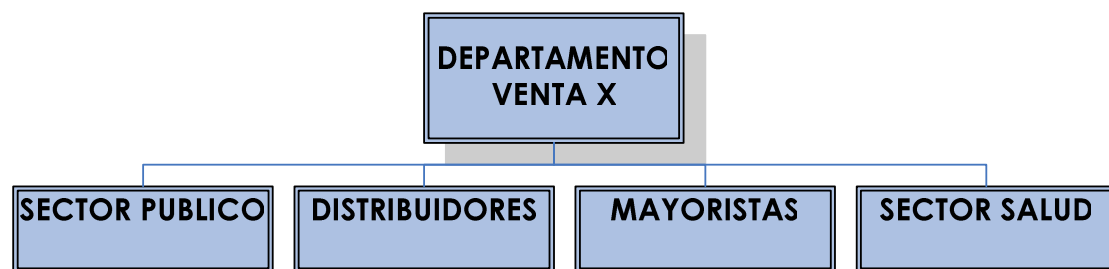 DEPARTAMENTO
VENTA X
SECTOR PUBLICO
DISTRIBUIDORES
MAYORISTAS
SECTOR SALUD